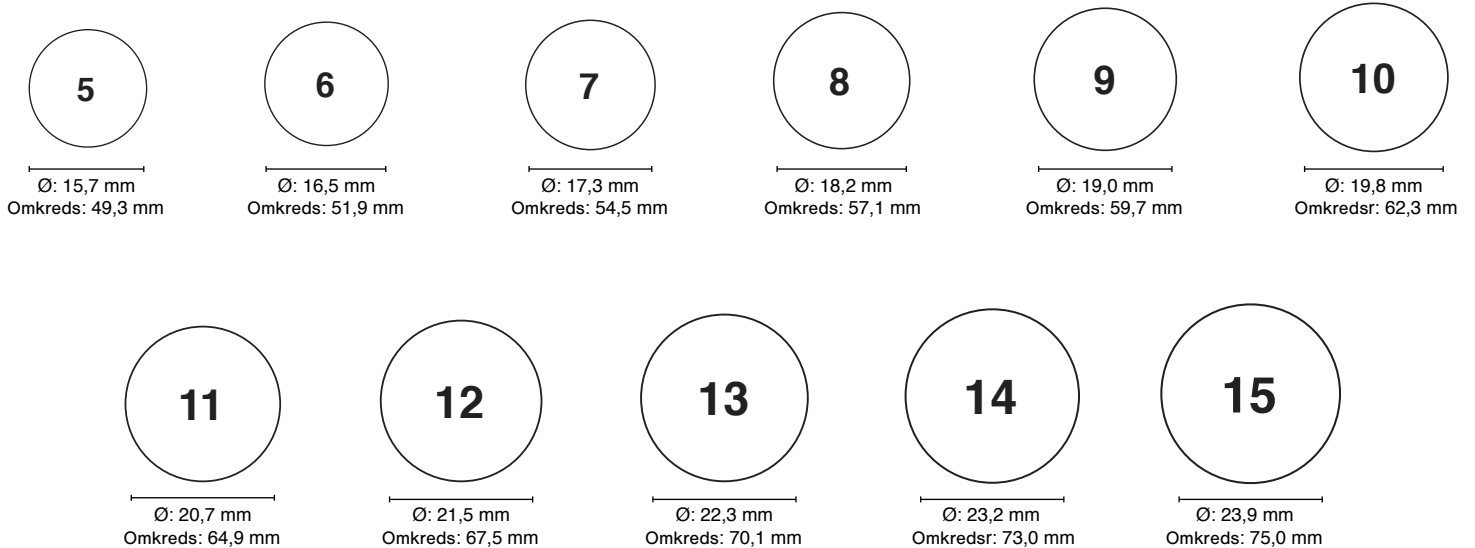 5
6
7
8
9
10
Ø: 15,7 mm
Omkreds: 49,3 mm
Ø: 16,5 mm
Omkreds: 51,9 mm
Ø: 17,3 mm
Omkreds: 54,5 mm
Ø: 18,2 mm
Omkreds: 57,1 mm
Ø: 19,0 mm
Omkreds: 59,7 mm
Ø: 19,8 mm
Omkredsr: 62,3 mm
11
12
13
14
15
Ø: 20,7 mm
Omkreds: 64,9 mm
Ø: 21,5 mm
Omkreds: 67,5 mm
Ø: 22,3 mm
Omkreds: 70,1 mm
Ø: 23,2 mm
Omkredsr: 73,0 mm
Ø: 23,9 mm
Omkreds: 75,0 mm